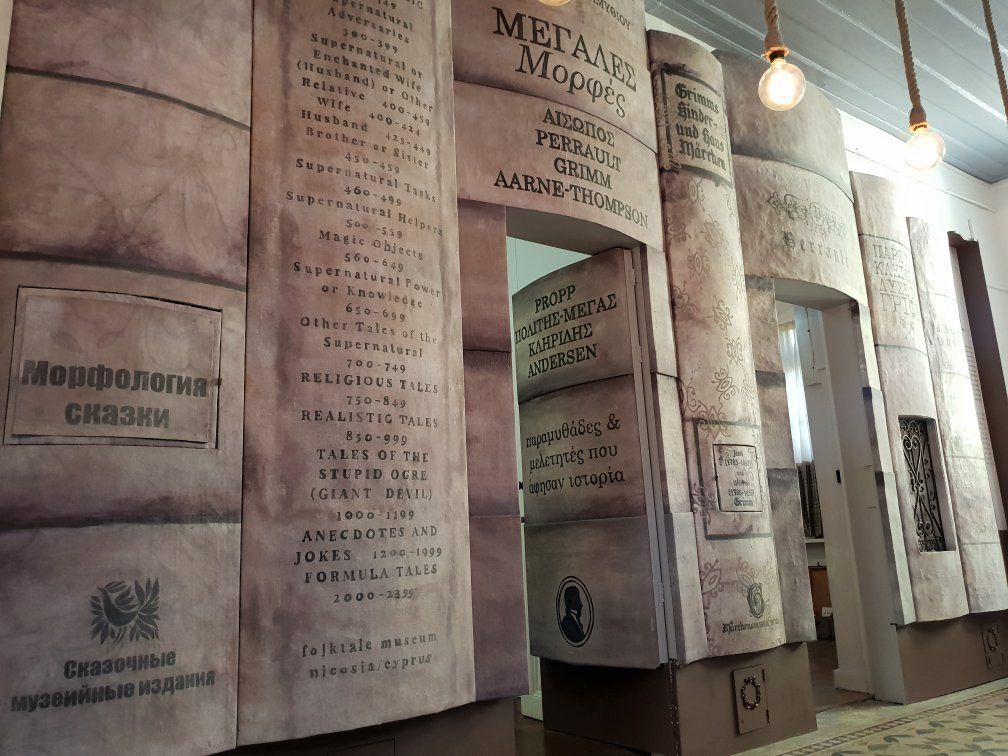 Морфология
сказки
Сказочные
музейные издания
Supernatural
Adversaries
300-399
Supernatural or
Enchanted Wife
(Husband) or Other
Relative 400-459
Wife 400-424
Husband 425-449
Brother or Sister
450-459
Supernatural Tasks
460-499
Supernatural Helpers
500-559
Magic Objects
560-649
Supernatural Power
or Knowledge
650-699
Other Tales of the
Supernatural
700-749
RELIGIOUS TALES
750-849
REALISTIC TALES
850-999
TALES OF THE
STUPID OGRE
(GIANT DEVIL)
1000-1199
ANECDOTES AND
JOKES 1200-1999
FORMULA TALES
2000-2399
folktale museum
nicosia/cyprus
ΜΕΓΑΛΕΣ
Μορφες
ΑΙΣΩΠΟΣ
PERRAULT
GRIMM
AARNE-THOMPSON
PROPP
ΠΟΛΙΤΗΣ-ΜΕΓΑΣ
ΚΛΗΡΙΔΗΣ
ANDERSEN
παραμυθάδες &
μελετητές που
άφησαν ιστορία
Grimms
Kinder-
und Haus
Märchen
Grimm
Perrault